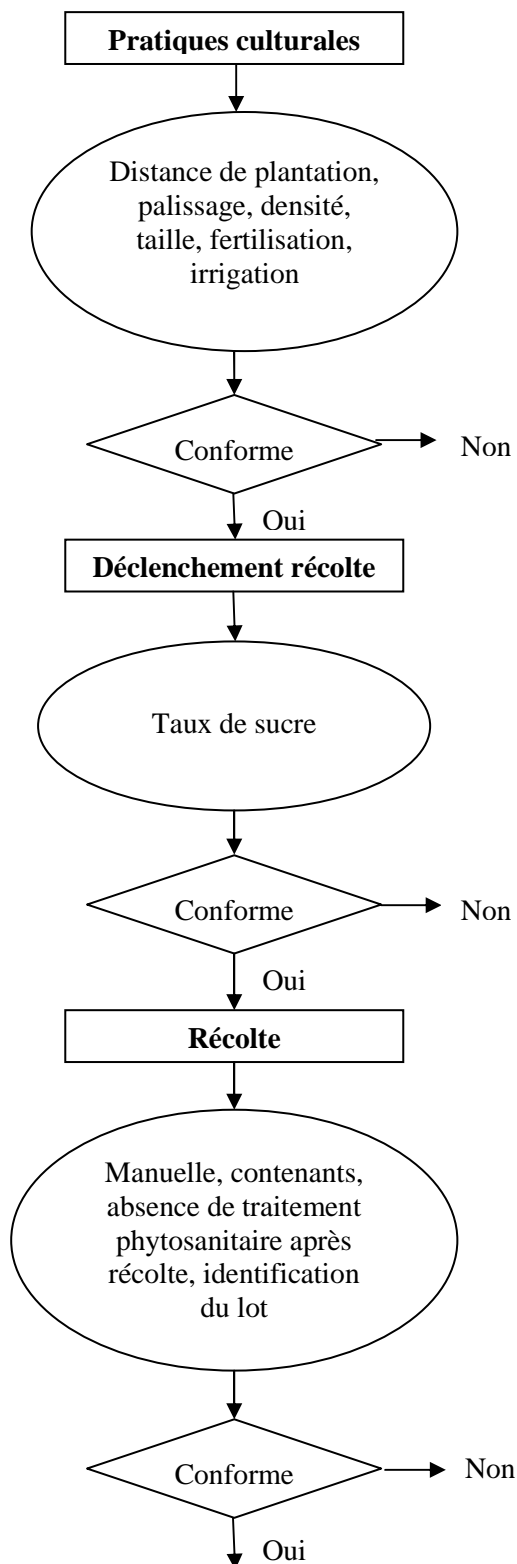 Pratiques culturales
Distance de plantation,
palissage, densité,
taille, fertilisation,
irrigation
Conforme
Non
Oui
Déclenchement récolte
Taux de sucre
Conforme
Non
Oui
Récolte
Manuelle, contenants,
absence de traitement
phytosanitaire après
récolte, identification
du lot
Conforme
Non
Oui